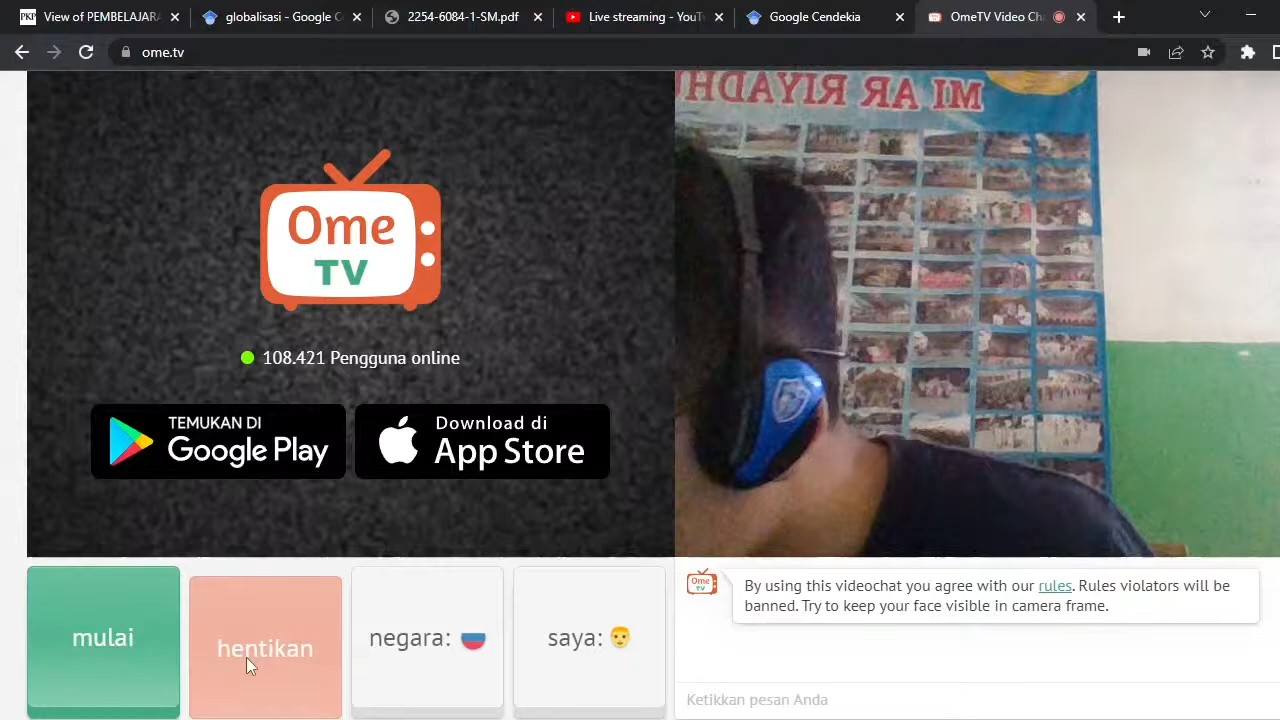 View of PEMBELAJARA
globalisasi - Google C
2254-6084-1-SM.pdf
Live streaming - YouT
Google Cendekia
OmeTV Video Ch
ome.tv
MI AR RIYADH
Ome
TV
108.421 Pengguna online
TEMUKAN DI
Google Play
Download di
App Store
mulai
hentikan
negara:
saya:
Ome
TV
By using this videochat you agree with our rules. Rules violators will be
banned. Try to keep your face visible in camera frame.
Ketikkan pesan Anda